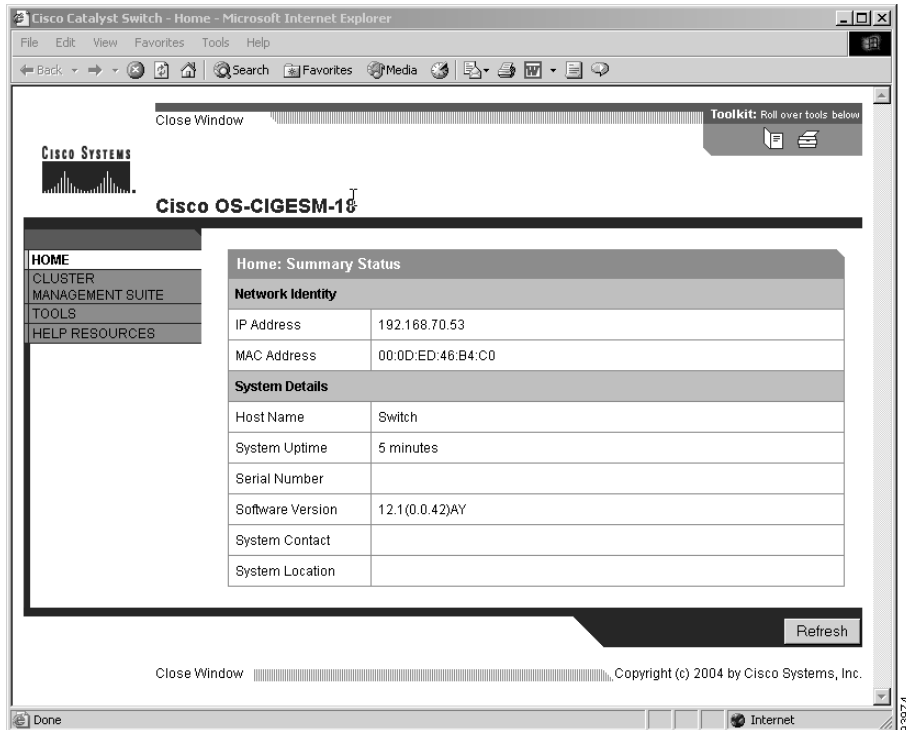 Cisco Catalyst Switch - Home - Microsoft Internet Explorer
File Edit View Favorites Tools Help
Back Search Favorites Media
Close Window
Toolkit: Roll over tools below
CISCO SYSTEMS
Cisco OS-CIGESM-18
HOME
CLUSTER
MANAGEMENT SUITE
TOOLS
HELP RESOURCES
Home: Summary Status
Network Identity
IP Address 192.168.70.53
MAC Address 00:0D:ED:46:B4:C0
System Details
Host Name Switch
System Uptime 5 minutes
Serial Number
Software Version 12.1(0.0.42)AY
System Contact
System Location
Refresh
Close Window
Copyright (c) 2004 by Cisco Systems, Inc.
Done Internet
93974